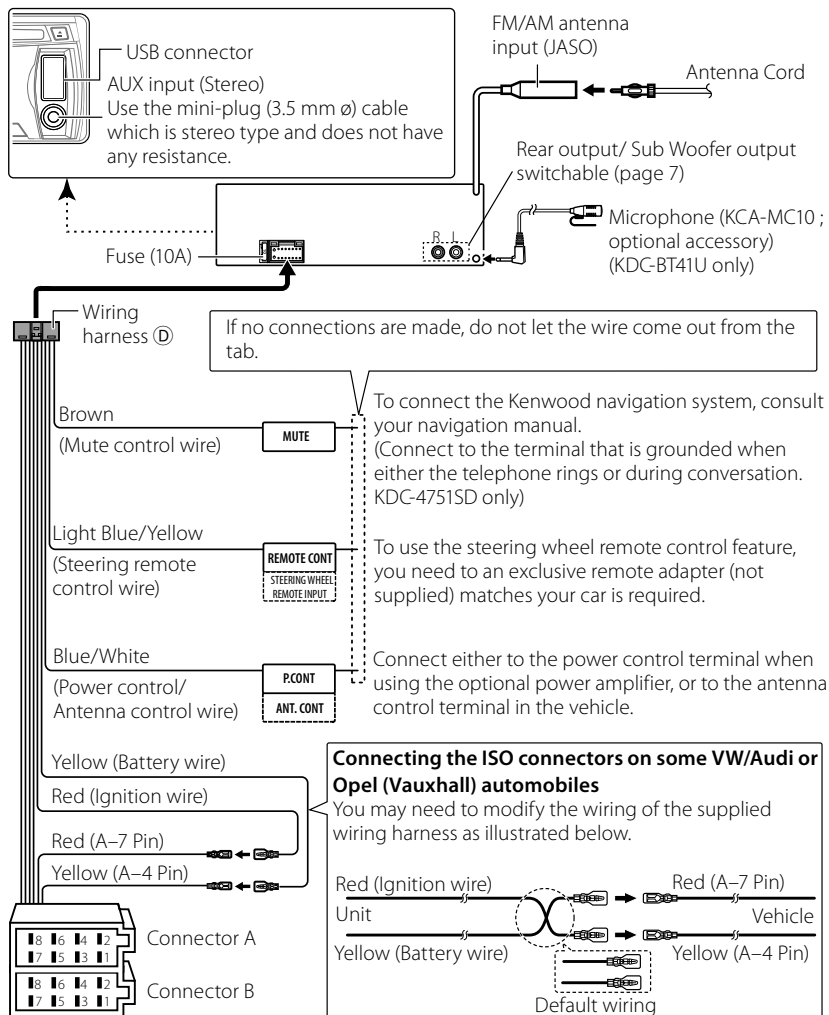 USB connector
AUX input (Stereo)
Use the mini-plug (3.5 mm ø) cable
which is stereo type and does not have
any resistance.
FM/AM antenna
input (JASO)
Antenna Cord
Rear output/ Sub Woofer output
switchable (page 7)
R L
Microphone (KCA-MC10 ;
optional accessory)
(KDC-BT41U only)
Fuse (10A)
Wiring
harness Ⓓ
If no connections are made, do not let the wire come out from the
tab.
Brown
(Mute control wire)
MUTE
To connect the Kenwood navigation system, consult
your navigation manual.
(Connect to the terminal that is grounded when
either the telephone rings or during conversation.
KDC-4751SD only)
Light Blue/Yellow
(Steering remote
control wire)
REMOTE CONT
STEERING WHEEL
REMOTE INPUT
To use the steering wheel remote control feature,
you need to an exclusive remote adapter (not
supplied) matches your car is required.
Blue/White
(Power control/
Antenna control wire)
P.CONT
ANT. CONT
Connect either to the power control terminal when
using the optional power amplifier, or to the antenna
control terminal in the vehicle.
Yellow (Battery wire)
Red (Ignition wire)
Red (A–7 Pin)
Yellow (A–4 Pin)
8 6 4 2
7 5 3 1
Connector A
8 6 4 2
7 5 3 1
Connector B
Connecting the ISO connectors on some VW/Audi or
Opel (Vauxhall) automobiles
You may need to modify the wiring of the supplied
wiring harness as illustrated below.
Red (Ignition wire)
Red (A–7 Pin)
Unit
Vehicle
Yellow (Battery wire)
Yellow (A–4 Pin)
Default wiring